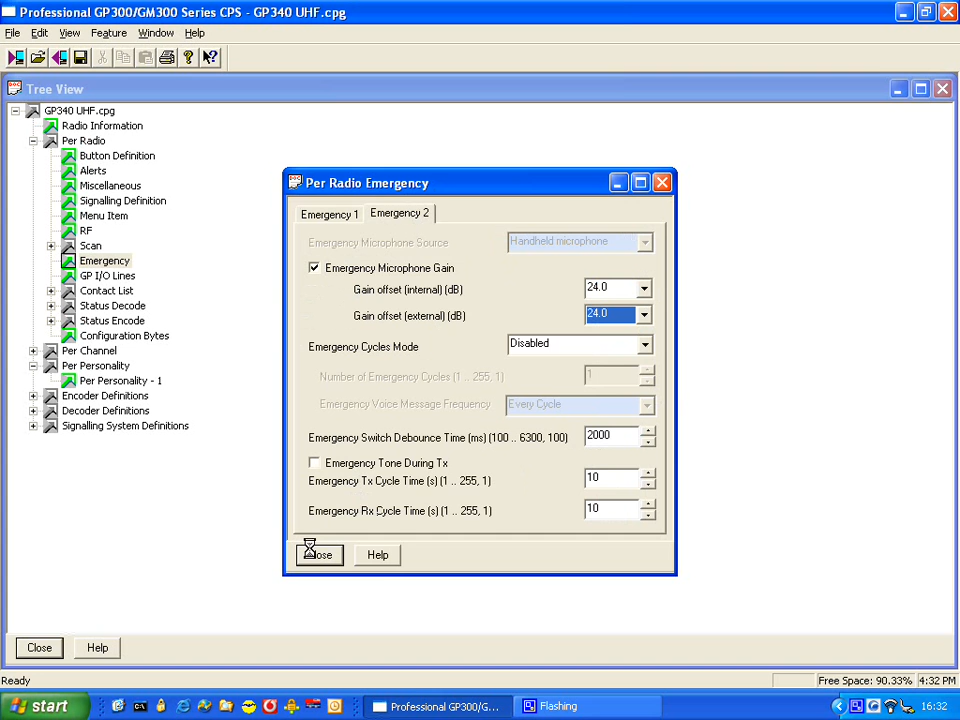 Professional GP300/GM300 Series CPS - GP340 UHF.cpg
File Edit View Feature Window Help
Tree View
GP340 UHF.cpg
Radio Information
Per Radio
Button Definition
Alerts
Miscellaneous
Signalling Definition
Menu Item
RF
Scan
Emergency
GP I/O Lines
Contact List
Status Decode
Status Encode
Configuration Bytes
Per Channel
Per Personality
Per Personality - 1
Encoder Definitions
Decoder Definitions
Signalling System Definitions
Per Radio Emergency
Emergency 1 Emergency 2
Emergency Microphone Source Handheld microphone
Emergency Microphone Gain
Gain offset (internal) (dB) 24.0
Gain offset (external) (dB) 24.0
Emergency Cycles Mode Disabled
Number of Emergency Cycles (1 .. 255, 1) 1
Emergency Voice Message Frequency Every Cycle
Emergency Switch Debounce Time (ms) (100 .. 6300, 100) 2000
Emergency Tone During Tx
Emergency Tx Cycle Time (s) (1 .. 255, 1) 10
Emergency Rx Cycle Time (s) (1 .. 255, 1) 10
Close Help
Close Help
Ready Free Space: 90.33% 4:32 PM
start Professional GP300/G... Flashing 16:32